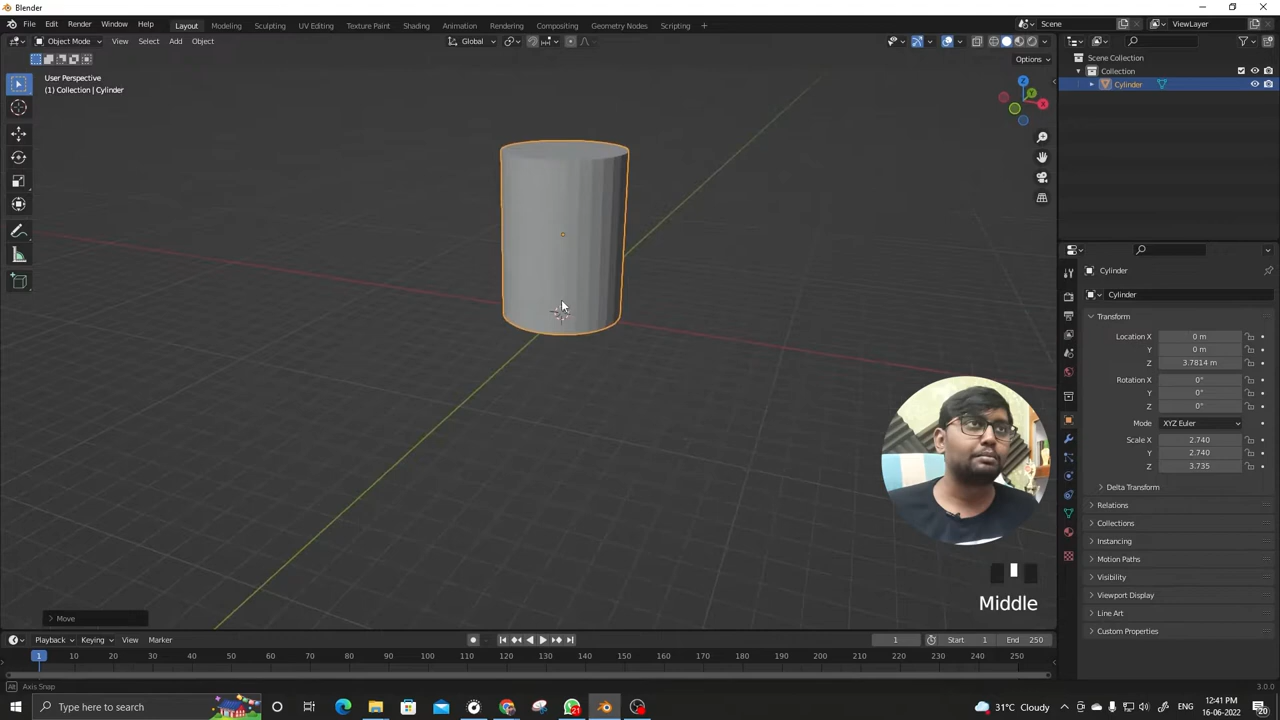 Blender
File Edit Render Window Help Layout Modeling Sculpting UV Editing Texture Paint Shading Animation Rendering Compositing Geometry Nodes Scripting + Scene ViewLayer
Object Mode View Select Add Object Global
Options
User Perspective
(1) Collection | Cylinder
Z
Y
X
Scene Collection
Collection
Cylinder
Cylinder
Cylinder
Transform
Location X 0 m
Y 0 m
Z 3.7814 m
Rotation X 0°
Y 0°
Z 0°
Mode XYZ Euler
Scale X 2.740
Y 2.740
Z 3.735
Delta Transform
Relations
Collections
Instancing
Motion Paths
Visibility
Viewport Display
Line Art
Custom Properties
Middle
Move
Playback Keying View Marker 1 Start 1 End 250
1 10 20 30 40 50 60 70 80 90 100 110 120 130 140 150 160 170 180 190 200 210 220 230 240 250
Axis Snap 3.0.0
Type here to search 21 31°C Cloudy 12:41 PM
16-06-2022 20